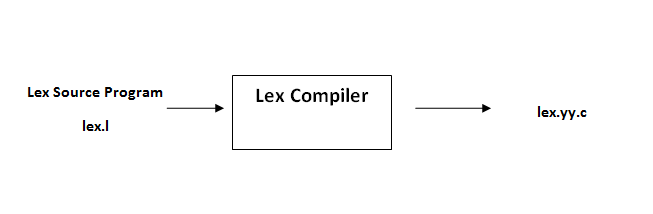 Lex Source Program
lex.l
Lex Compiler
lex.yy.c